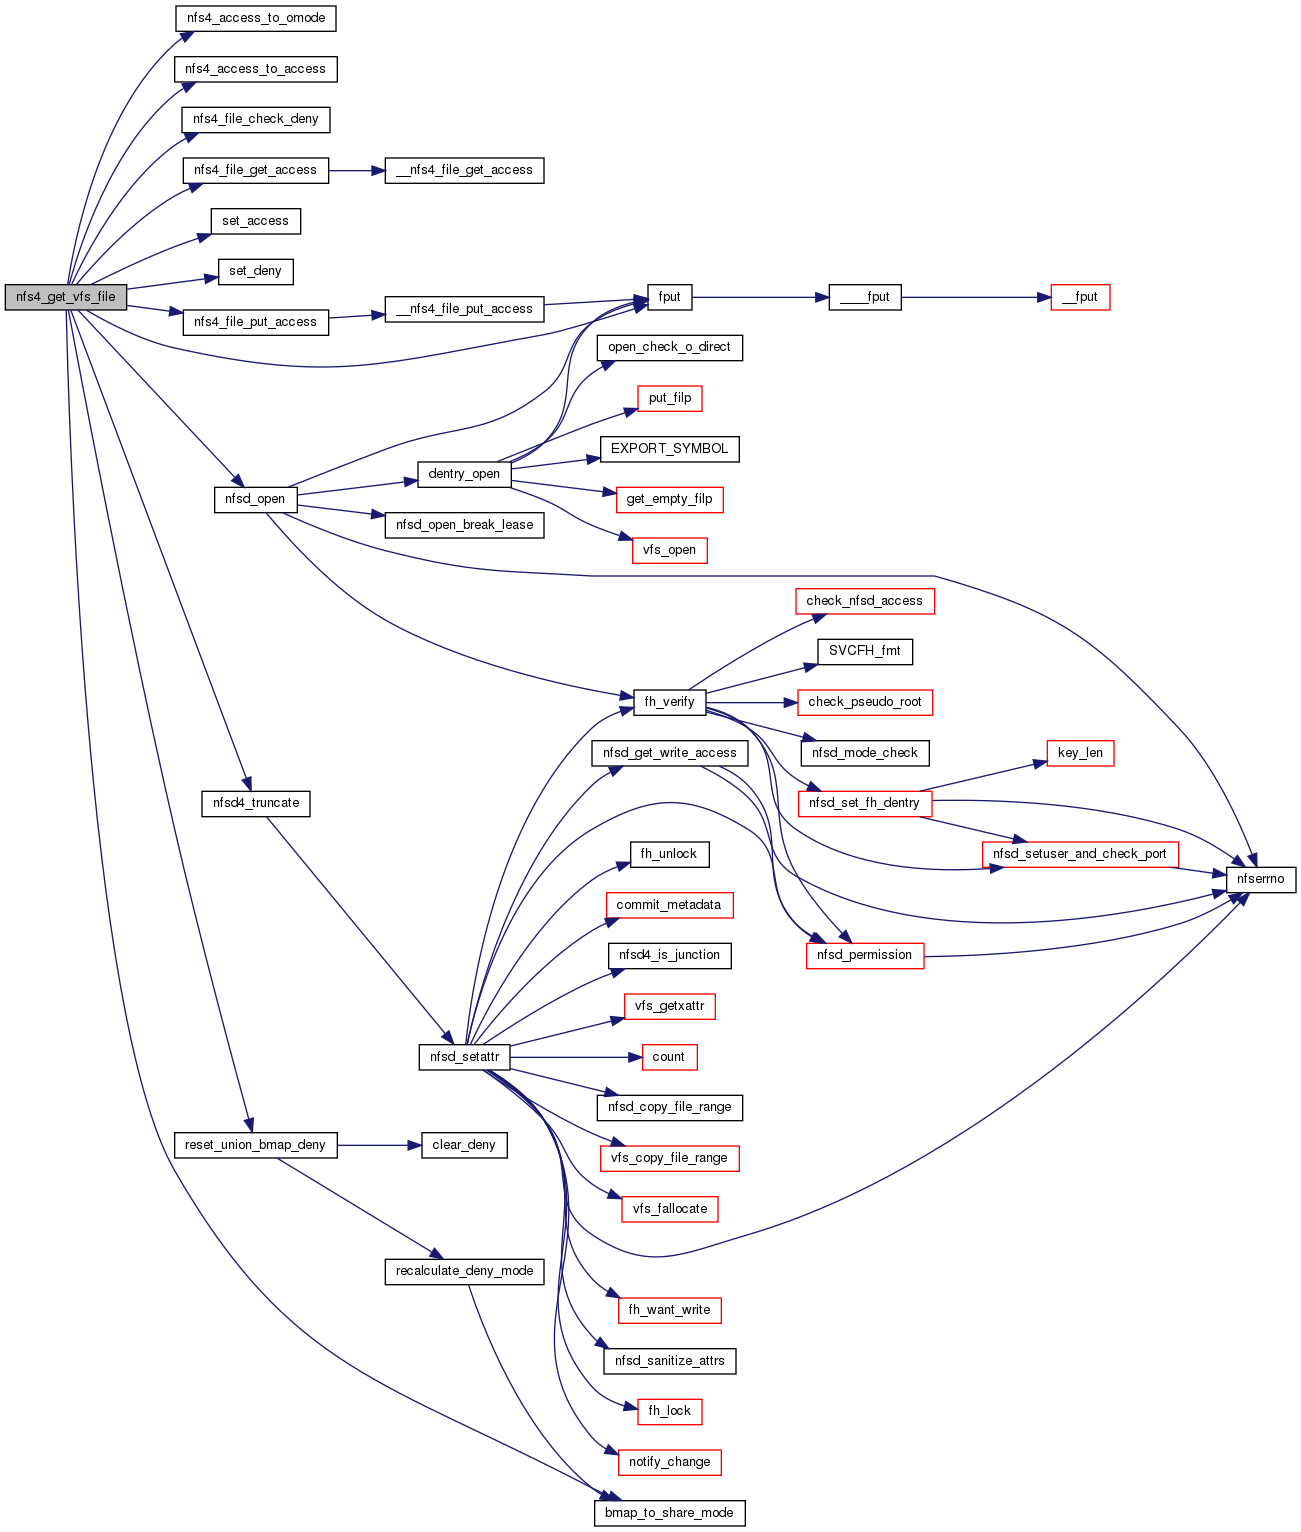 nfs4_access_to_omode
nfs4_access_to_access
nfs4_file_check_deny
nfs4_file_get_access
__nfs4_file_get_access
set_access
set_deny
nfs4_get_vfs_file
nfs4_file_put_access
__nfs4_file_put_access
fput
____fput
__fput
open_check_o_direct
put_filp
EXPORT_SYMBOL
dentry_open
nfsd_open
get_empty_filp
nfsd_open_break_lease
vfs_open
check_nfsd_access
SVCFH_fmt
fh_verify
check_pseudo_root
nfsd_get_write_access
nfsd_mode_check
key_len
nfsd4_truncate
nfsd_set_fh_dentry
fh_unlock
nfsd_setuser_and_check_port
nfserrno
commit_metadata
nfsd4_is_junction
nfsd_permission
vfs_getxattr
nfsd_setattr
count
nfsd_copy_file_range
reset_union_bmap_deny
clear_deny
vfs_copy_file_range
vfs_fallocate
recalculate_deny_mode
fh_want_write
nfsd_sanitize_attrs
fh_lock
notify_change
bmap_to_share_mode